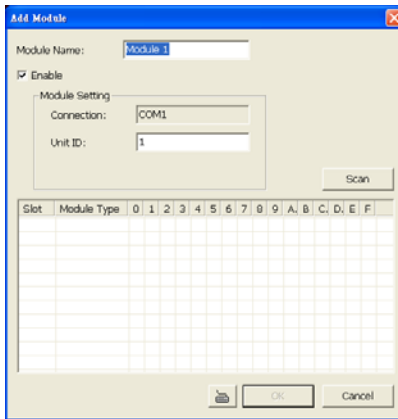 Add Module
Module Name: Module 1
Enable
Module Setting
Connection: COM1
Unit ID: 1
Scan
Slot Module Type 0 1 2 3 4 5 6 7 8 9 A. B C. D. E F
OK Cancel